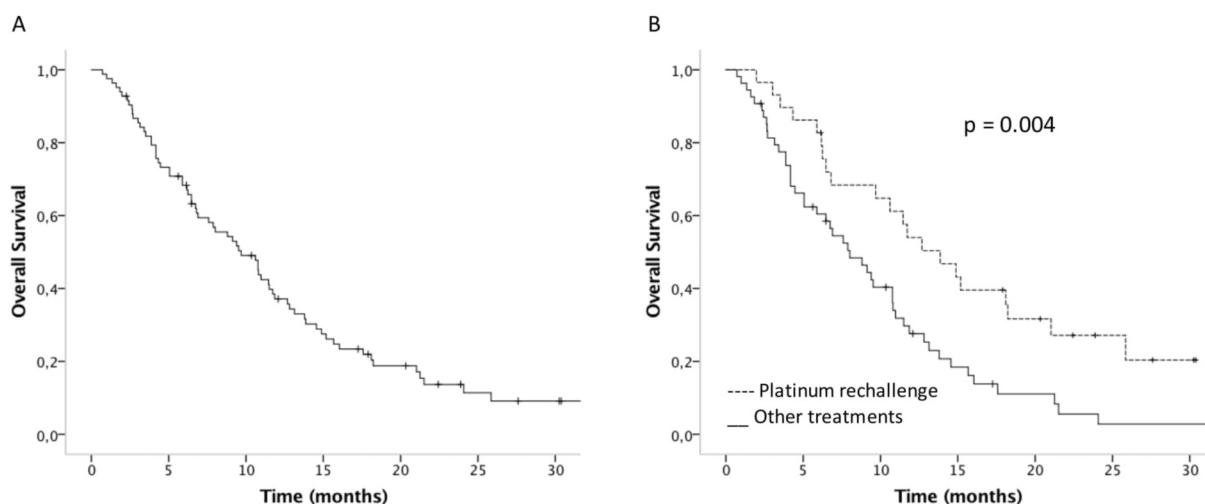 A
Overall Survival
1,0
0,8
0,6
0,4
0,2
0,0
0
5
10
15
20
25
30
Time (months)
B
p = 0.004
Overall Survival
1,0
0,8
0,6
0,4
0,2
0,0
---- Platinum rechallenge
__ Other treatments
0
5
10
15
20
25
30
Time (months)